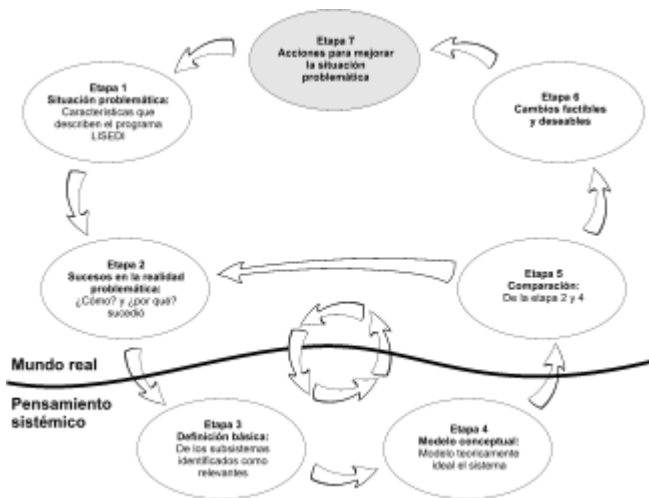 Etapa 7
Acciones para mejorar
la situación
problemática
Etapa 1
Situación problemática:
Características que
describen el programa
LISEDI
Etapa 6
Cambios factibles
y deseables
Etapa 2
Sucesos en la realidad
problemática:
¿Cómo? y ¿por qué?
sucedió
Etapa 5
Comparación:
De la etapa 2 y 4
Mundo real
Pensamiento
sistémico
Etapa 3
Definición básica:
De los subsistemas
identificados como
relevantes
Etapa 4
Modelo conceptual:
Modelo teoricamente
ideal el sistema